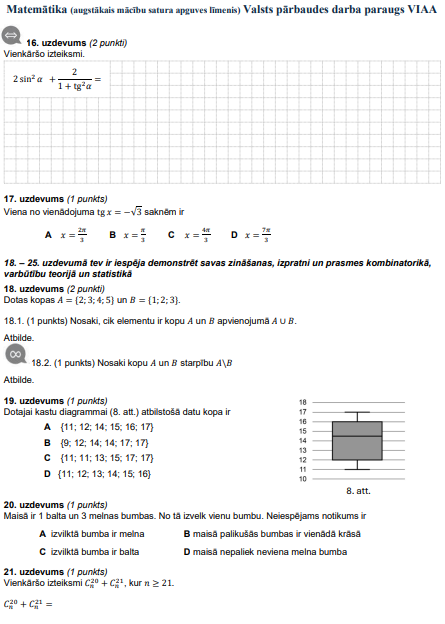 Matemātika (augstākais mācību satura apguves līmenis) Valsts pārbaudes darba paraugs VIAA
16. uzdevums (2 punkti)
Vienkāršo izteiksmi.
2 sin² α + 2/(1 + tg²α) =
17. uzdevums (1 punkts)
Viena no vienādojuma tg x = −√3 saknēm ir
A x = 2π/3 B x = π/3 C x = 4π/3 D x = 7π/3
18. – 25. uzdevumā tev ir iespēja demonstrēt savas zināšanas, izpratni un prasmes kombinatorikā,
varbūtību teorijā un statistikā
18. uzdevums (2 punkti)
Dotas kopas A = {2; 3; 4; 5} un B = {1; 2; 3}.
18.1. (1 punkts) Nosaki, cik elementu ir kopu A un B apvienojumā A ∪ B.
Atbilde.
∞
18.2. (1 punkts) Nosaki kopu A un B starpību A\B
Atbilde.
19. uzdevums (1 punkts)
Dotajai kastu diagrammai (8. att.) atbilstošā datu kopa ir
A {11; 12; 14; 15; 16; 17}
B {9; 12; 14; 14; 17; 17}
C {11; 11; 13; 15; 17; 17}
D {11; 12; 13; 14; 15; 16}
18
17
16
15
14
13
12
11
10
8. att.
20. uzdevums (1 punkts)
Maisā ir 1 balta un 3 melnas bumbas. No tā izvelk vienu bumbu. Neiespējams notikums ir
A izvilktā bumba ir melna B maisā palikušās bumbas ir vienādā krāsā
C izvilktā bumba ir balta D maisā nepaliek neviena melna bumba
21. uzdevums (1 punkts)
Vienkāršo izteiksmi C_n^20 + C_n^21, kur n ≥ 21.
C_n^20 + C_n^21 =